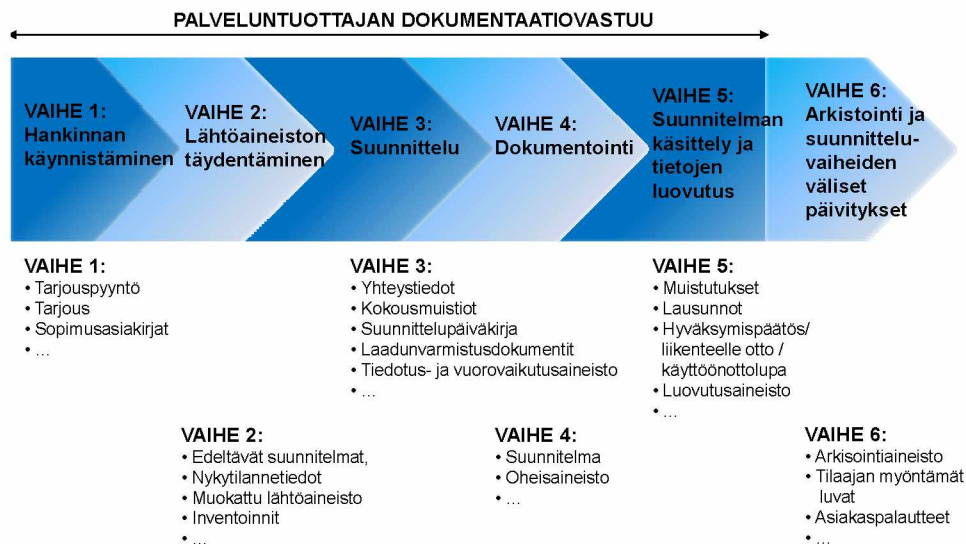 PALVELUNTUOTTAJAN DOKUMENTAATIOVASTUU
VAIHE 1:
Hankinnan
käynnistäminen
VAIHE 2:
Lähtöaineiston
täydentäminen
VAIHE 3:
Suunnittelu
VAIHE 4:
Dokumentointi
VAIHE 5:
Suunnitelman
käsittely ja
tietojen
luovutus
VAIHE 6:
Arkistointi ja
suunnittelu-
vaiheiden
väliset
päivitykset
VAIHE 1:
• Tarjouspyyntö
• Tarjous
• Sopimusasiakirjat
• ...
VAIHE 2:
• Edeltävät suunnitelmat,
• Nykytilannetiedot
• Muokattu lähtöaineisto
• Inventoinnit
• ...
VAIHE 3:
• Yhteystiedot
• Kokousmuistiot
• Suunnittelupäiväkirja
• Laadunvarmistusdokumentit
• Tiedotus- ja vuorovaikutusaineisto
• ...
VAIHE 4:
• Suunnitelma
• Oheisaineisto
• ...
VAIHE 5:
• Muistutukset
• Lausunnot
• Hyväksymispäätös/
liikenteelle otto /
käyttöönottolupa
• Luovutusaineisto
• ...
VAIHE 6:
• Arkisointiaineisto
• Tilaajan myöntämät
luvat
• Asiakaspalautteet
• ...